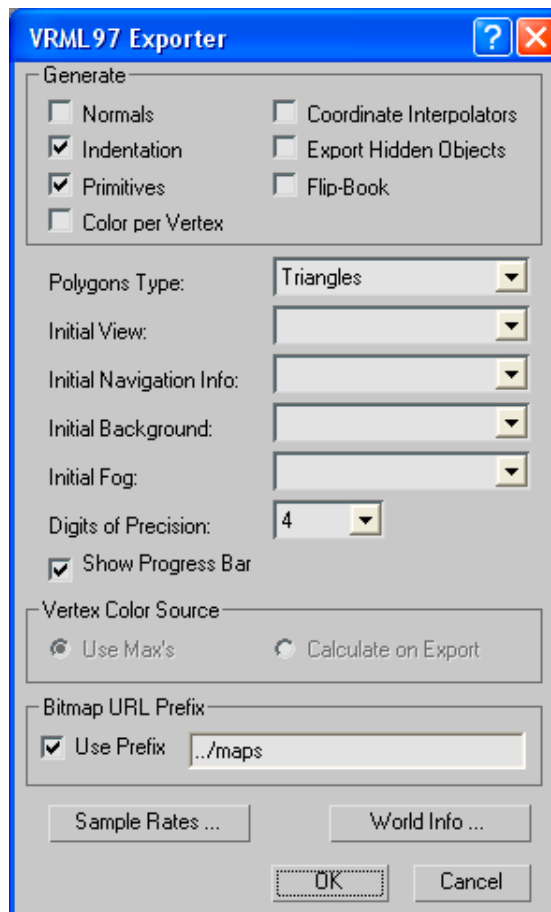 VRML97 Exporter
Generate
Normals
Coordinate Interpolators
Indentation
Export Hidden Objects
Primitives
Flip-Book
Color per Vertex
Polygons Type:
Triangles
Initial View:
Initial Navigation Info:
Initial Background:
Initial Fog:
Digits of Precision:
4
Show Progress Bar
Vertex Color Source
Use Max's
Calculate on Export
Bitmap URL Prefix
Use Prefix
../maps
Sample Rates ...
World Info ...
OK
Cancel